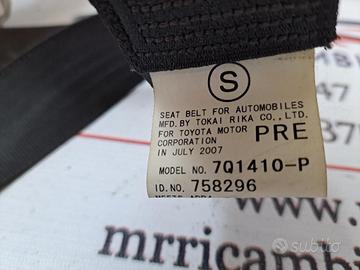 S
SEAT BELT FOR AUTOMOBILES
MFD.BY TOKAI RIKA CO.,LTD.
FOR TOYOTA MOTOR
CORPORATION PRE
IN JULY 2007
MODEL NO. 7Q1410-P
ID.NO. 758296
mrricambi
subito